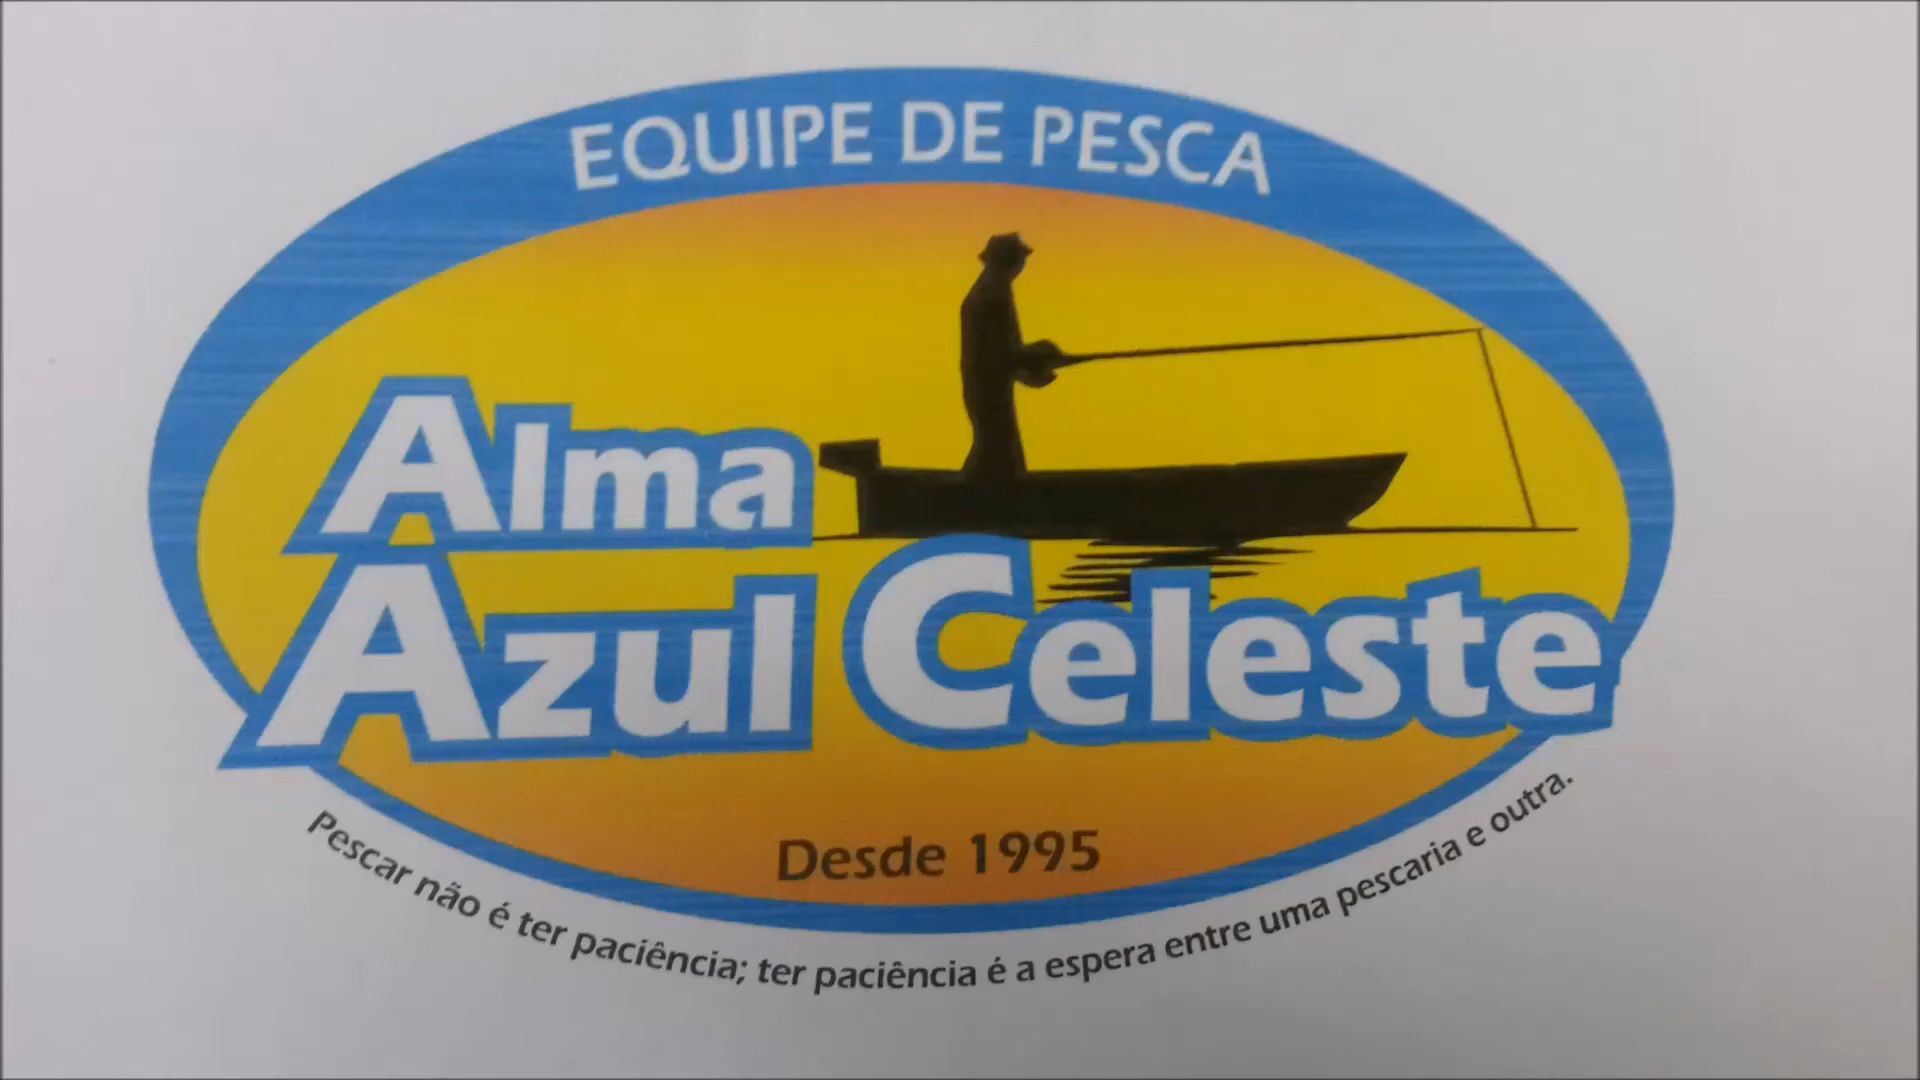 EQUIPE DE PESCA
Alma
Azul Celeste
Desde 1995
Pescar não é ter paciência; ter paciência é a espera entre uma pescaria e outra.